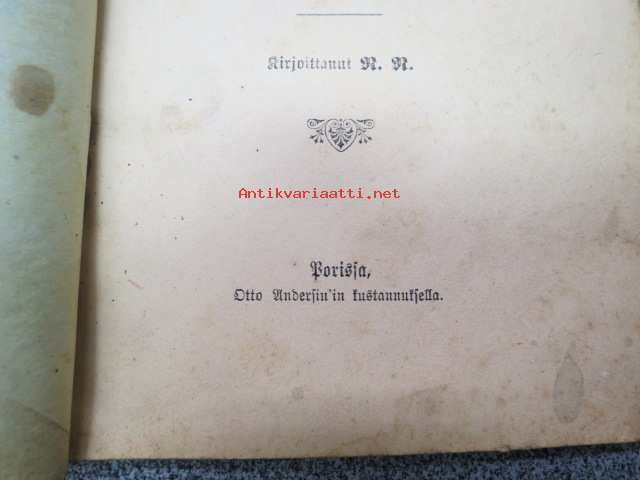 Kirjoittanut N. N.
Antikvariaatti.net
Porissa,
Otto Andersin'in kustannuksella.